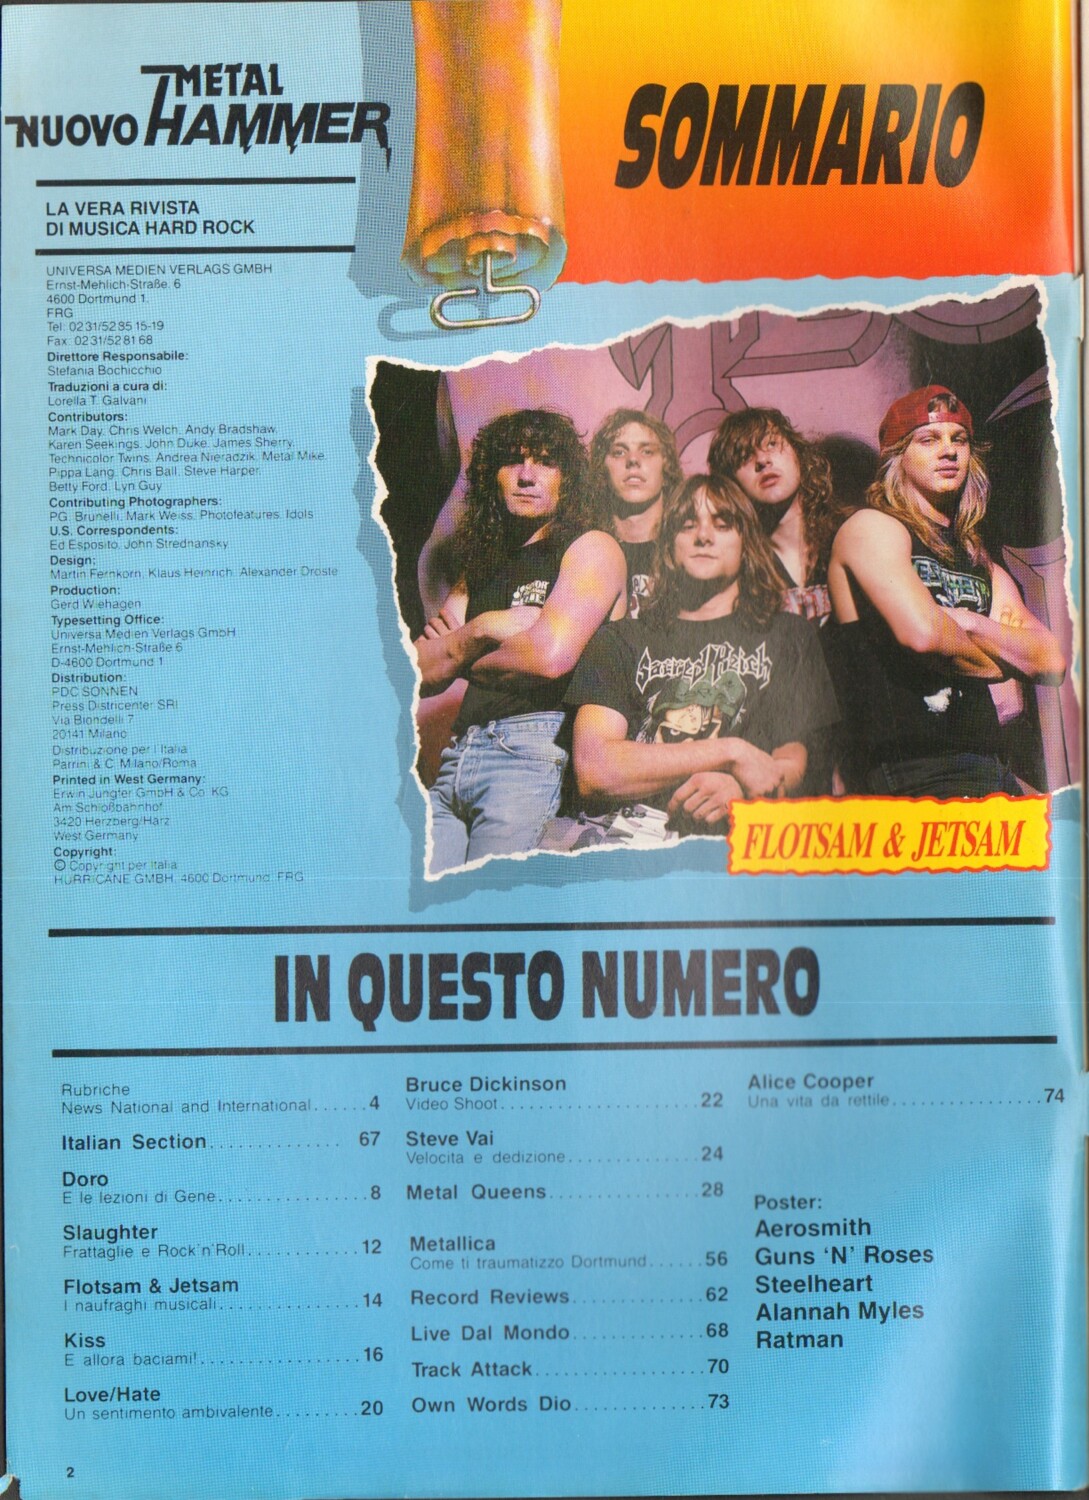 NUOVO METAL HAMMER
SOMMARIO
LA VERA RIVISTA
DI MUSICA HARD ROCK
UNIVERSA MEDIEN VERLAGS GMBH
Ernst-Mehlich-Straße. 6
4600 Dortmund 1.
FRG
Tel: 0231/528515-19
Fax: 0231/528168
Direttore Responsabile:
Stefania Bochicchio
Traduzioni a cura di:
Lorella T. Galvani
Contributors:
Mark Day, Chris Welch, Andy Bradshaw,
Karen Seekings, John Duke, James Sherry,
Technicolor Twins, Andrea Nieradzik, Metal Mike,
Pippa Lang, Chris Ball, Steve Harper,
Betty Ford, Lyn Guy
Contributing Photographers:
PG. Brunelli, Mark Weiss, Photofeatures, Idols
U.S. Correspondents:
Ed Esposito, John Strednansky
Design:
Martin Fernkorn, Klaus Heinrich, Alexander Droste
Production:
Gerd Wiehagen
Typesetting Office:
Universa Medien Verlags GmbH
Ernst-Mehlich-Straße 6
D-4600 Dortmund 1
Distribution:
PDC SONNEN
Press Districenter SRL
Via Biondelli 7
20141 Milano
Distribuzione per l'Italia
Parrini & C. Milano/Roma
Printed in West Germany:
Erwin Jungfer GmbH & Co. KG
Am Schloßbahnhof
3420 Herzberg/Harz
West Germany
Copyright:
© Copyright per Italia
HURRICANE GMBH, 4600 Dortmund, FRG
Sacred Reich
FLOTSAM & JETSAM
IN QUESTO NUMERO
Rubriche
News National and International......4
Italian Section............ 67
Doro
E le lezioni di Gene..............8
Slaughter
Frattaglie e Rock'n'Roll..........12
Flotsam & Jetsam
I naufraghi musicali.............14
Kiss
E allora baciami!...............16
Love/Hate
Un sentimento ambivalente.........20
Bruce Dickinson
Video Shoot..................22
Steve Vai
Velocita e dedizione............24
Metal Queens..............28
Metallica
Come ti traumatizzo Dortmund......56
Record Reviews............62
Live Dal Mondo............68
Track Attack................70
Own Words Dio............73
Alice Cooper
Una vita da rettile...............74
Poster:
Aerosmith
Guns 'N' Roses
Steelheart
Alannah Myles
Ratman
2